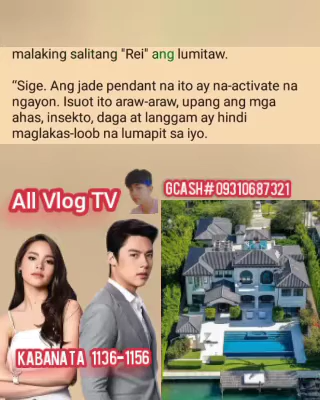 malaking salitang "Rei" ang lumitaw.
“Sige. Ang jade pendant na ito ay na-activate na
ngayon. Isuot ito araw-araw, upang ang mga
ahas, insekto, daga at langgam ay hindi
maglakas-loob na lumapit sa iyo.
All Vlog TV
GCASH# 09310687321
KABANATA 1136-1156